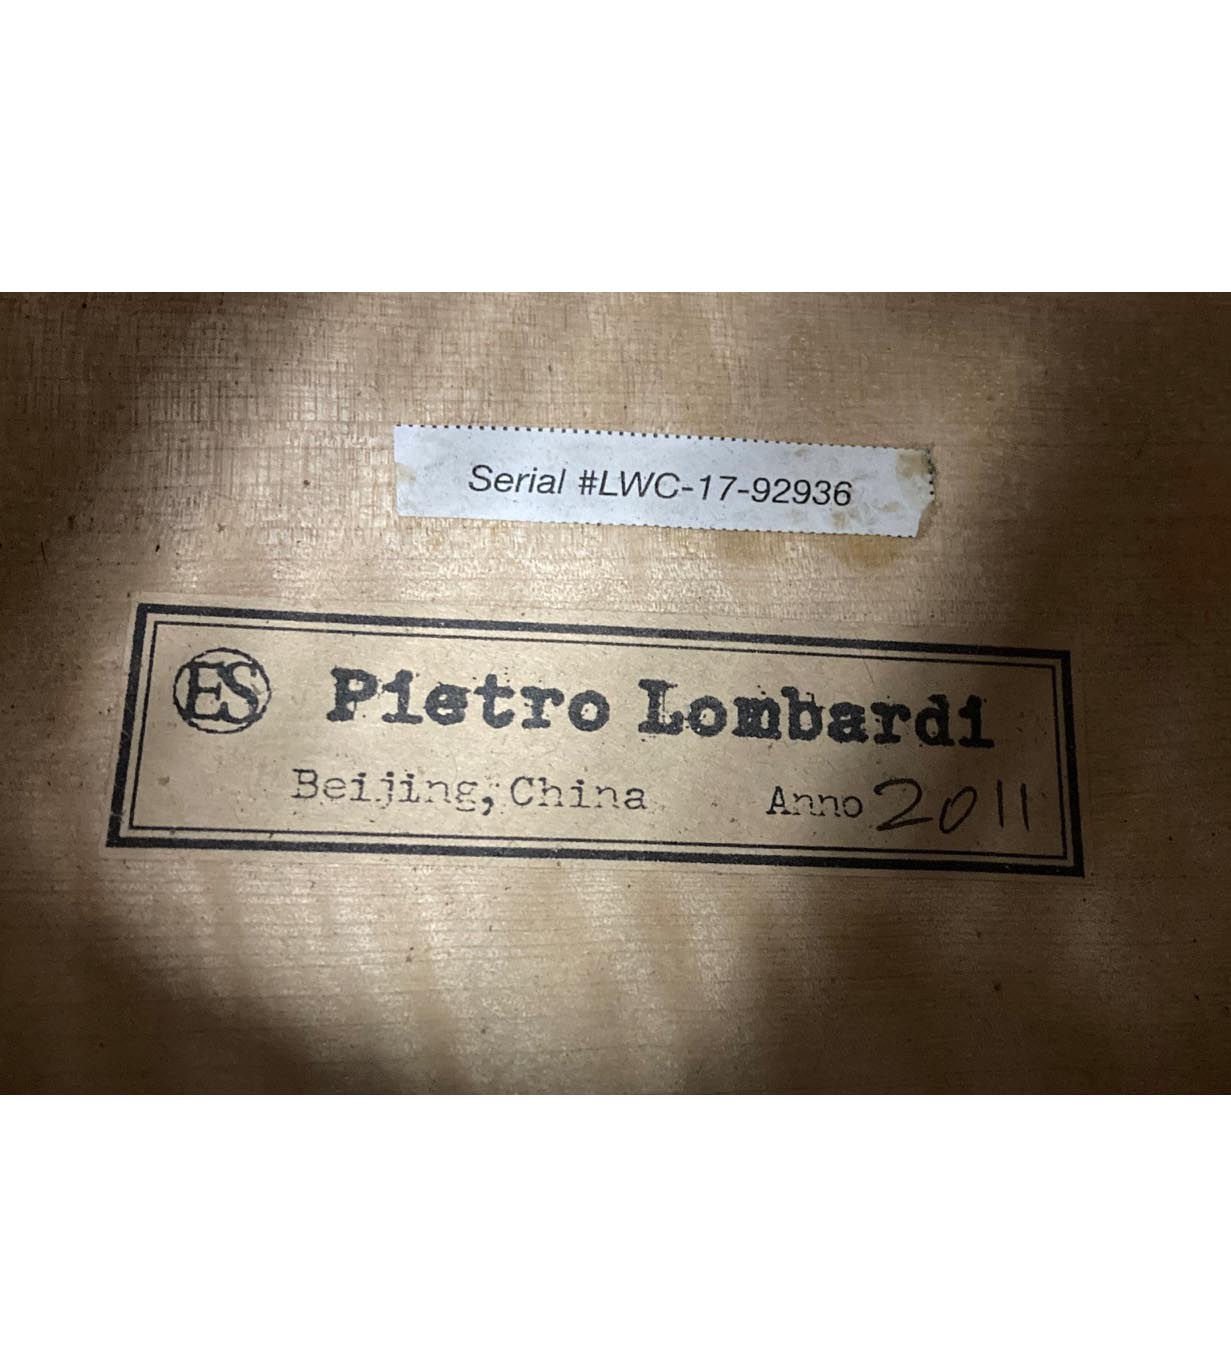 Serial #LWC-17-92936
ES Pietro Lombardi
Beijing, China Anno 2011